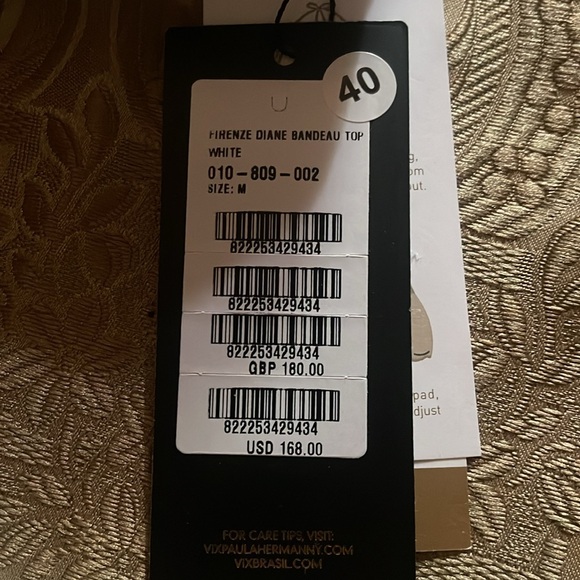 40
FIRENZE DIANE BANDEAU TOP
WHITE
010-809-002
SIZE: M
822253429434
822253429434
822253429434
GBP 180.00
822253429434
USD 168.00
FOR CARE TIPS, VISIT:
VIXPAULAHERMANNY.COM
VIXBRASIL.COM
pad,